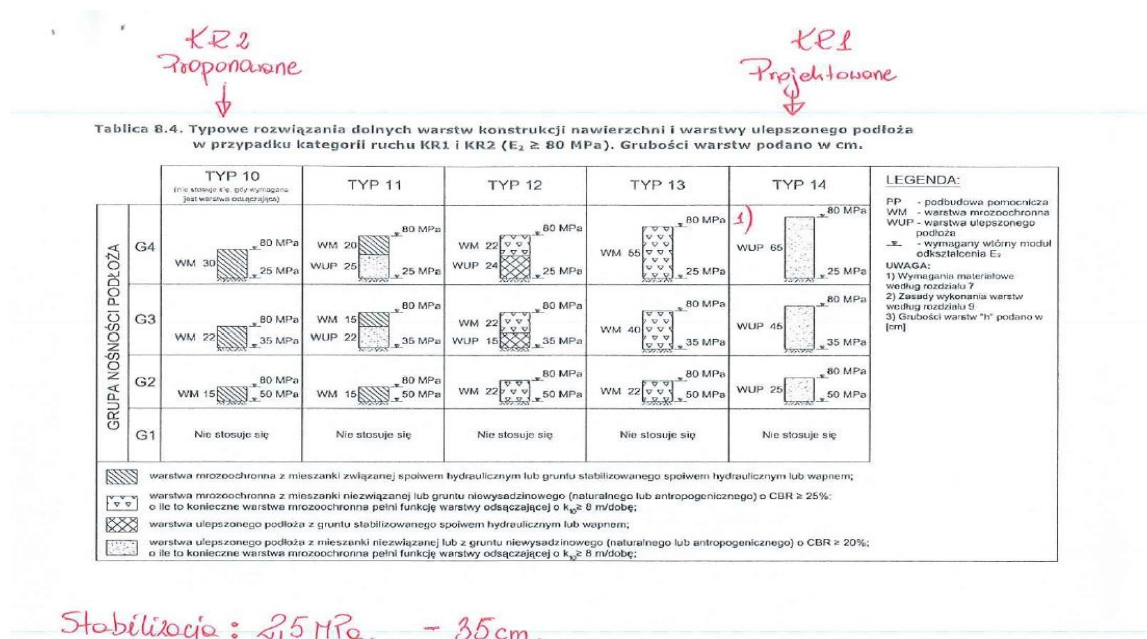 KR2
Proponowane
KR1
Projektowane
Tablica 8.4. Typowe rozwiązania dolnych warstw konstrukcji nawierzchni i warstwy ulepszonego podłoża
w przypadku kategorii ruchu KR1 i KR2 (E₂ ≥ 80 MPa). Grubości warstw podano w cm.
TYP 10
(nie stosuje się, gdy wymagana
jest warstwa odsączająca)
TYP 11
TYP 12
TYP 13
TYP 14
GRUPA NOŚNOŚCI PODŁOŻA
G4
WM 30 80 MPa 25 MPa
WM 20 WUP 25 80 MPa 25 MPa
WM 22 WUP 24 80 MPa 25 MPa
WM 55 80 MPa 25 MPa
1) WUP 65 80 MPa 25 MPa
G3
WM 22 80 MPa 35 MPa
WM 15 WUP 22 80 MPa 35 MPa
WM 22 WUP 15 80 MPa 35 MPa
WM 40 80 MPa 35 MPa
WUP 45 80 MPa 35 MPa
G2
WM 15 80 MPa 50 MPa
WM 15 80 MPa 50 MPa
WM 22 80 MPa 50 MPa
WM 22 80 MPa 50 MPa
WUP 25 80 MPa 50 MPa
G1
Nie stosuje się
Nie stosuje się
Nie stosuje się
Nie stosuje się
Nie stosuje się
LEGENDA:
PP - podbudowa pomocnicza
WM - warstwa mrozoochronna
WUP - warstwa ulepszonego
podłoża
- wymagany wtórny moduł
odkształcenia E₂
UWAGA:
1) Wymagania materiałowe
według rozdziału 7
2) Zasady wykonania warstw
według rozdziału 9
3) Grubości warstw "h" podano w
[cm]
warstwa mrozoochronna z mieszanki związanej spoiwem hydraulicznym lub gruntu stabilizowanego spoiwem hydraulicznym lub wapnem;
warstwa mrozoochronna z mieszanki niezwiązanej lub gruntu niewysadzinowego (naturalnego lub antropogenicznego) o CBR ≥ 25%;
o ile to konieczne warstwa mrozoochronna pełni funkcję warstwy odsączającej o k₁₀≥ 8 m/dobę;
warstwa ulepszonego podłoża z gruntu stabilizowanego spoiwem hydraulicznym lub wapnem;
warstwa ulepszonego podłoża z mieszanki niezwiązanej lub z gruntu niewysadzinowego (naturalnego lub antropogenicznego) o CBR ≥ 20%;
o ile to konieczne warstwa mrozoochronna pełni funkcję warstwy odsączającej o k₁₀≥ 8 m/dobę;
Stabilizacja : 2,5 MPa. - 35 cm.